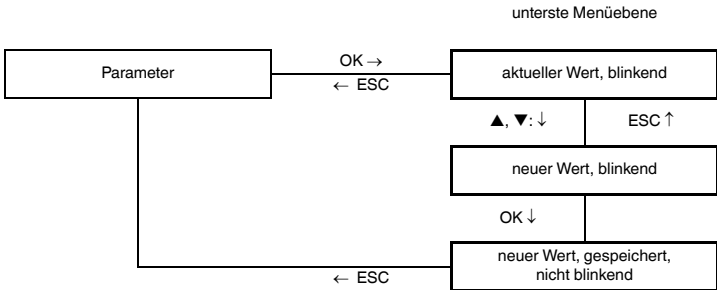 unterste Menüebene
OK →
Parameter
aktueller Wert, blinkend
← ESC
▲, ▼: ↓
ESC ↑
neuer Wert, blinkend
OK ↓
neuer Wert, gespeichert,
nicht blinkend
← ESC